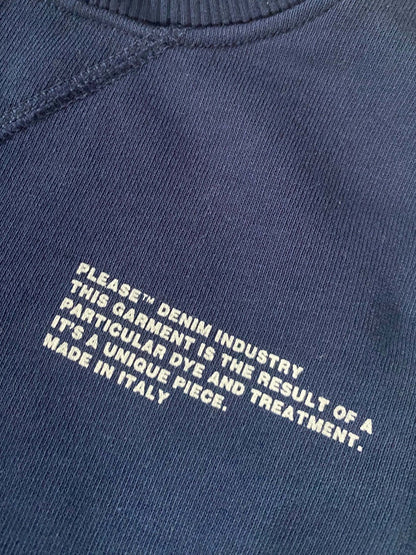 PLEASE™ DENIM INDUSTRY
THIS GARMENT IS THE RESULT OF A
PARTICULAR DYE AND TREATMENT.
IT'S A UNIQUE PIECE.
MADE IN ITALY